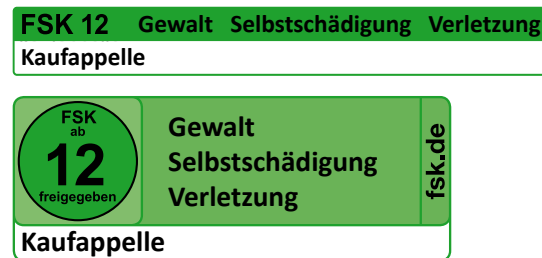 FSK 12 Gewalt Selbstschädigung Verletzung
Kaufappelle
FSK
ab
12
freigegeben
Gewalt
Selbstschädigung
Verletzung
fsk.de
Kaufappelle